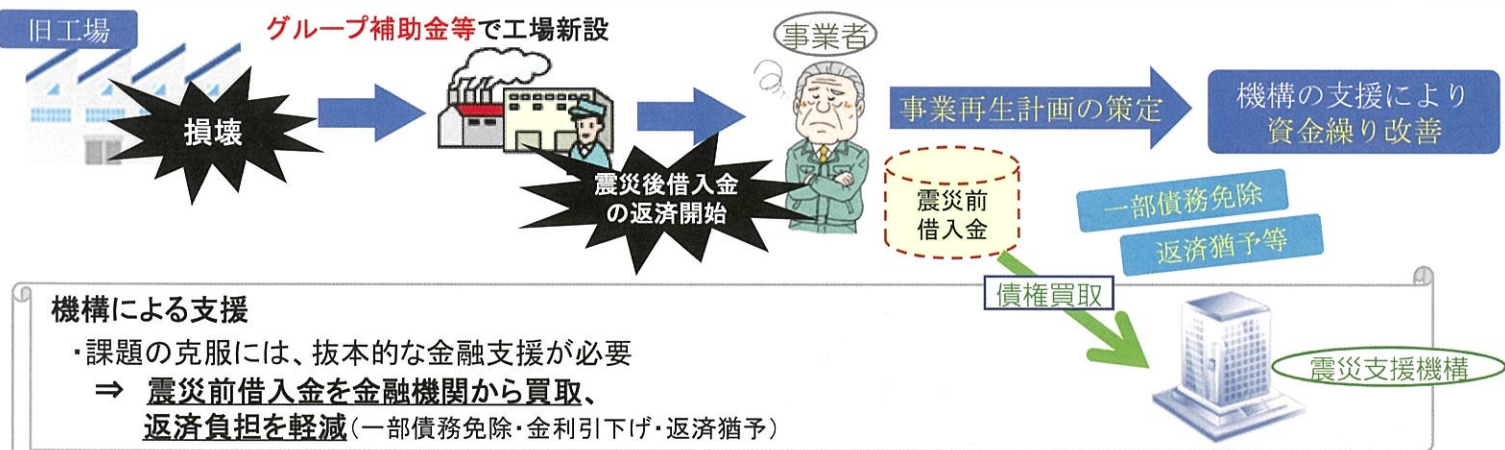 旧工場
グループ補助金等で工場新設
事業者
損壊
震災後借入金
の返済開始
事業再生計画の策定
機構の支援により
資金繰り改善
震災前
借入金
一部債務免除
返済猶予等
債権買取
震災支援機構
機構による支援
・課題の克服には、抜本的な金融支援が必要
⇒ 震災前借入金を金融機関から買取、
返済負担を軽減(一部債務免除・金利引下げ・返済猶予)